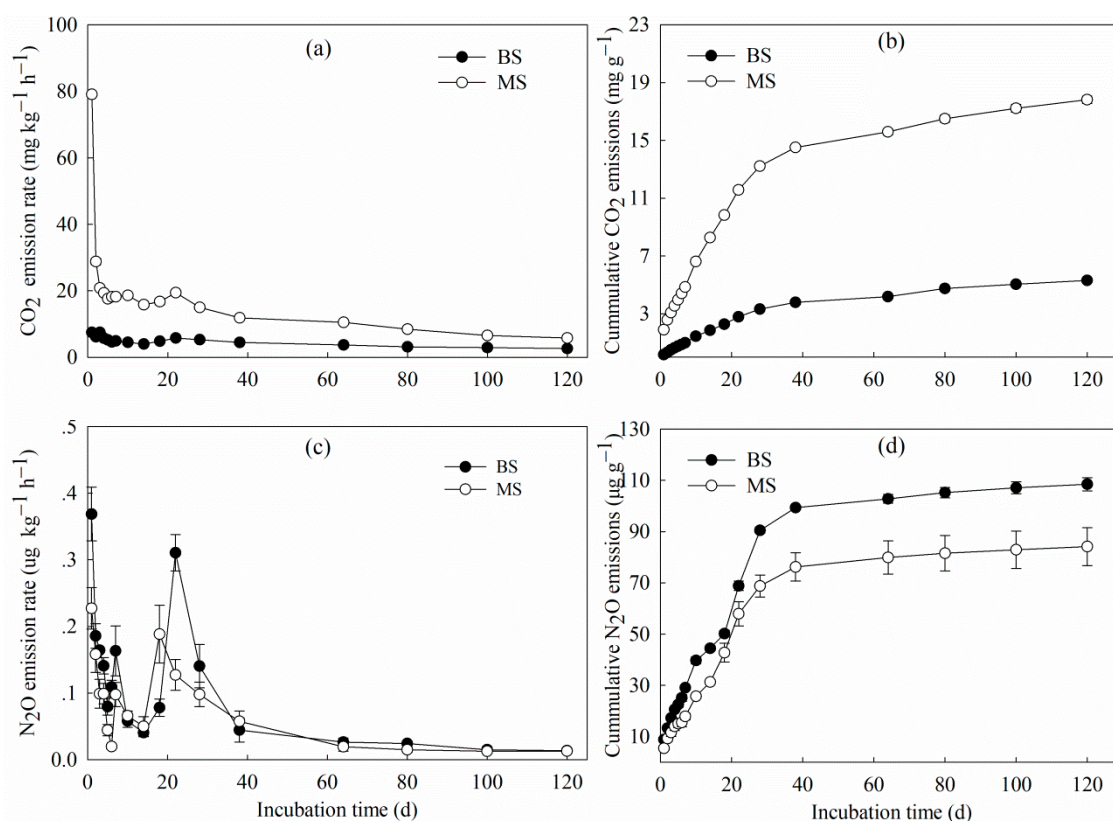 CO₂ emission rate (mg kg⁻¹ h⁻¹)
100
80
60
40
20
0
(a)
BS
MS
0 20 40 60 80 100 120
Cummulative CO₂ emissions (mg g⁻¹)
23
19
15
11
7
3
(b)
BS
MS
0 20 40 60 80 100 120
N₂O emission rate (ug kg⁻¹ h⁻¹)
.5
.4
.3
.2
.1
0.0
(c)
BS
MS
0 20 40 60 80 100 120
Incubation time (d)
Cummulative N₂O emissions (µg g⁻¹)
130
110
90
70
50
30
10
(d)
BS
MS
0 20 40 60 80 100 120
Incubation time (d)